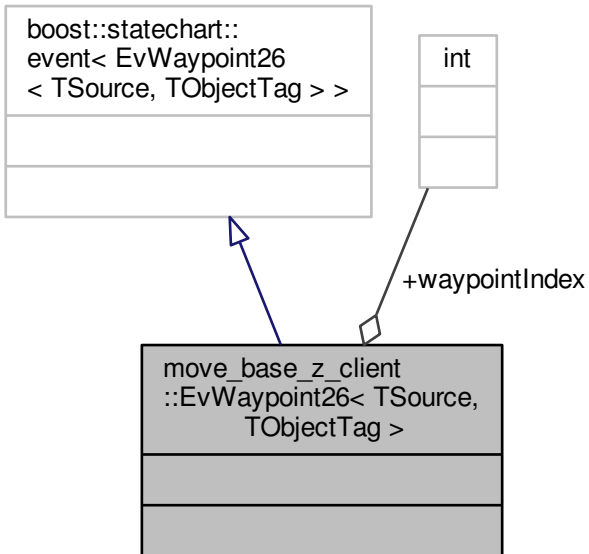 boost::statechart::
event< EvWaypoint26
< TSource, TObjectTag > >
int
+waypointIndex
move_base_z_client
::EvWaypoint26< TSource,
TObjectTag >